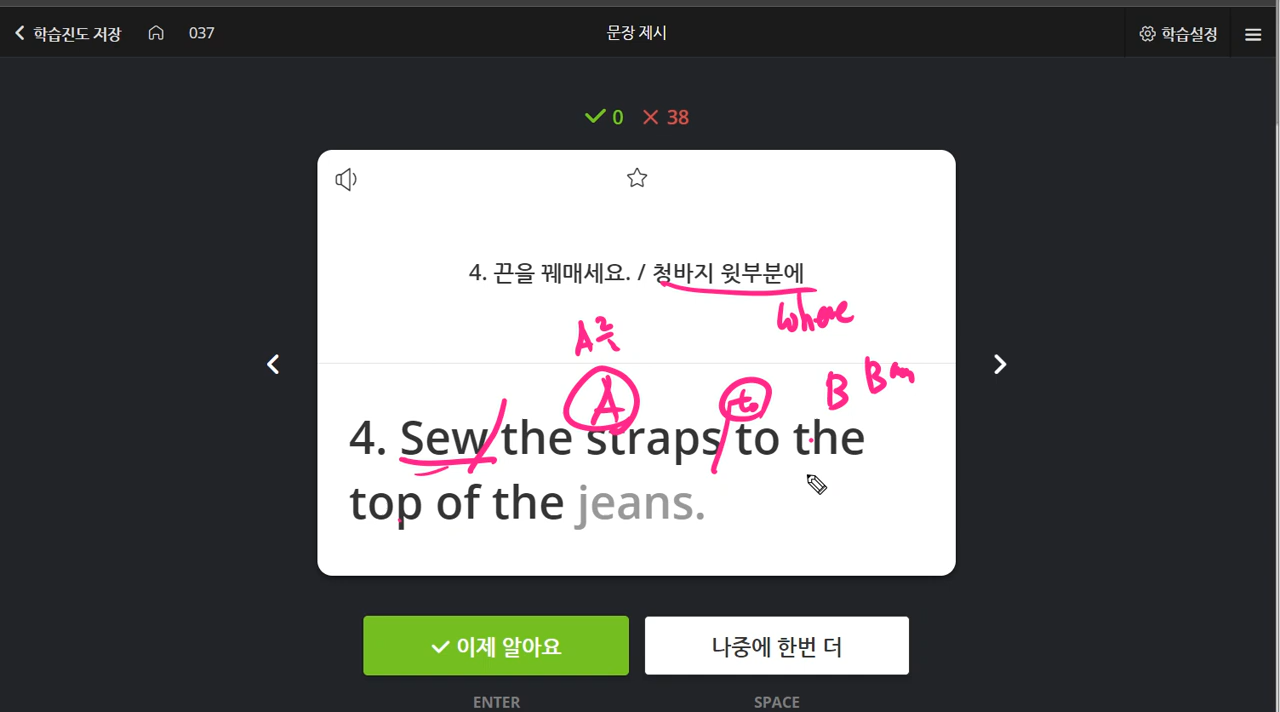 학습진도 저장 037 문장 제시 학습설정
0 38
4. 끈을 꿰매세요. / 청바지 윗부분에
where
A를
A to B
4. Sew the straps to the
top of the jeans.
이제 알아요 나중에 한번 더
ENTER SPACE